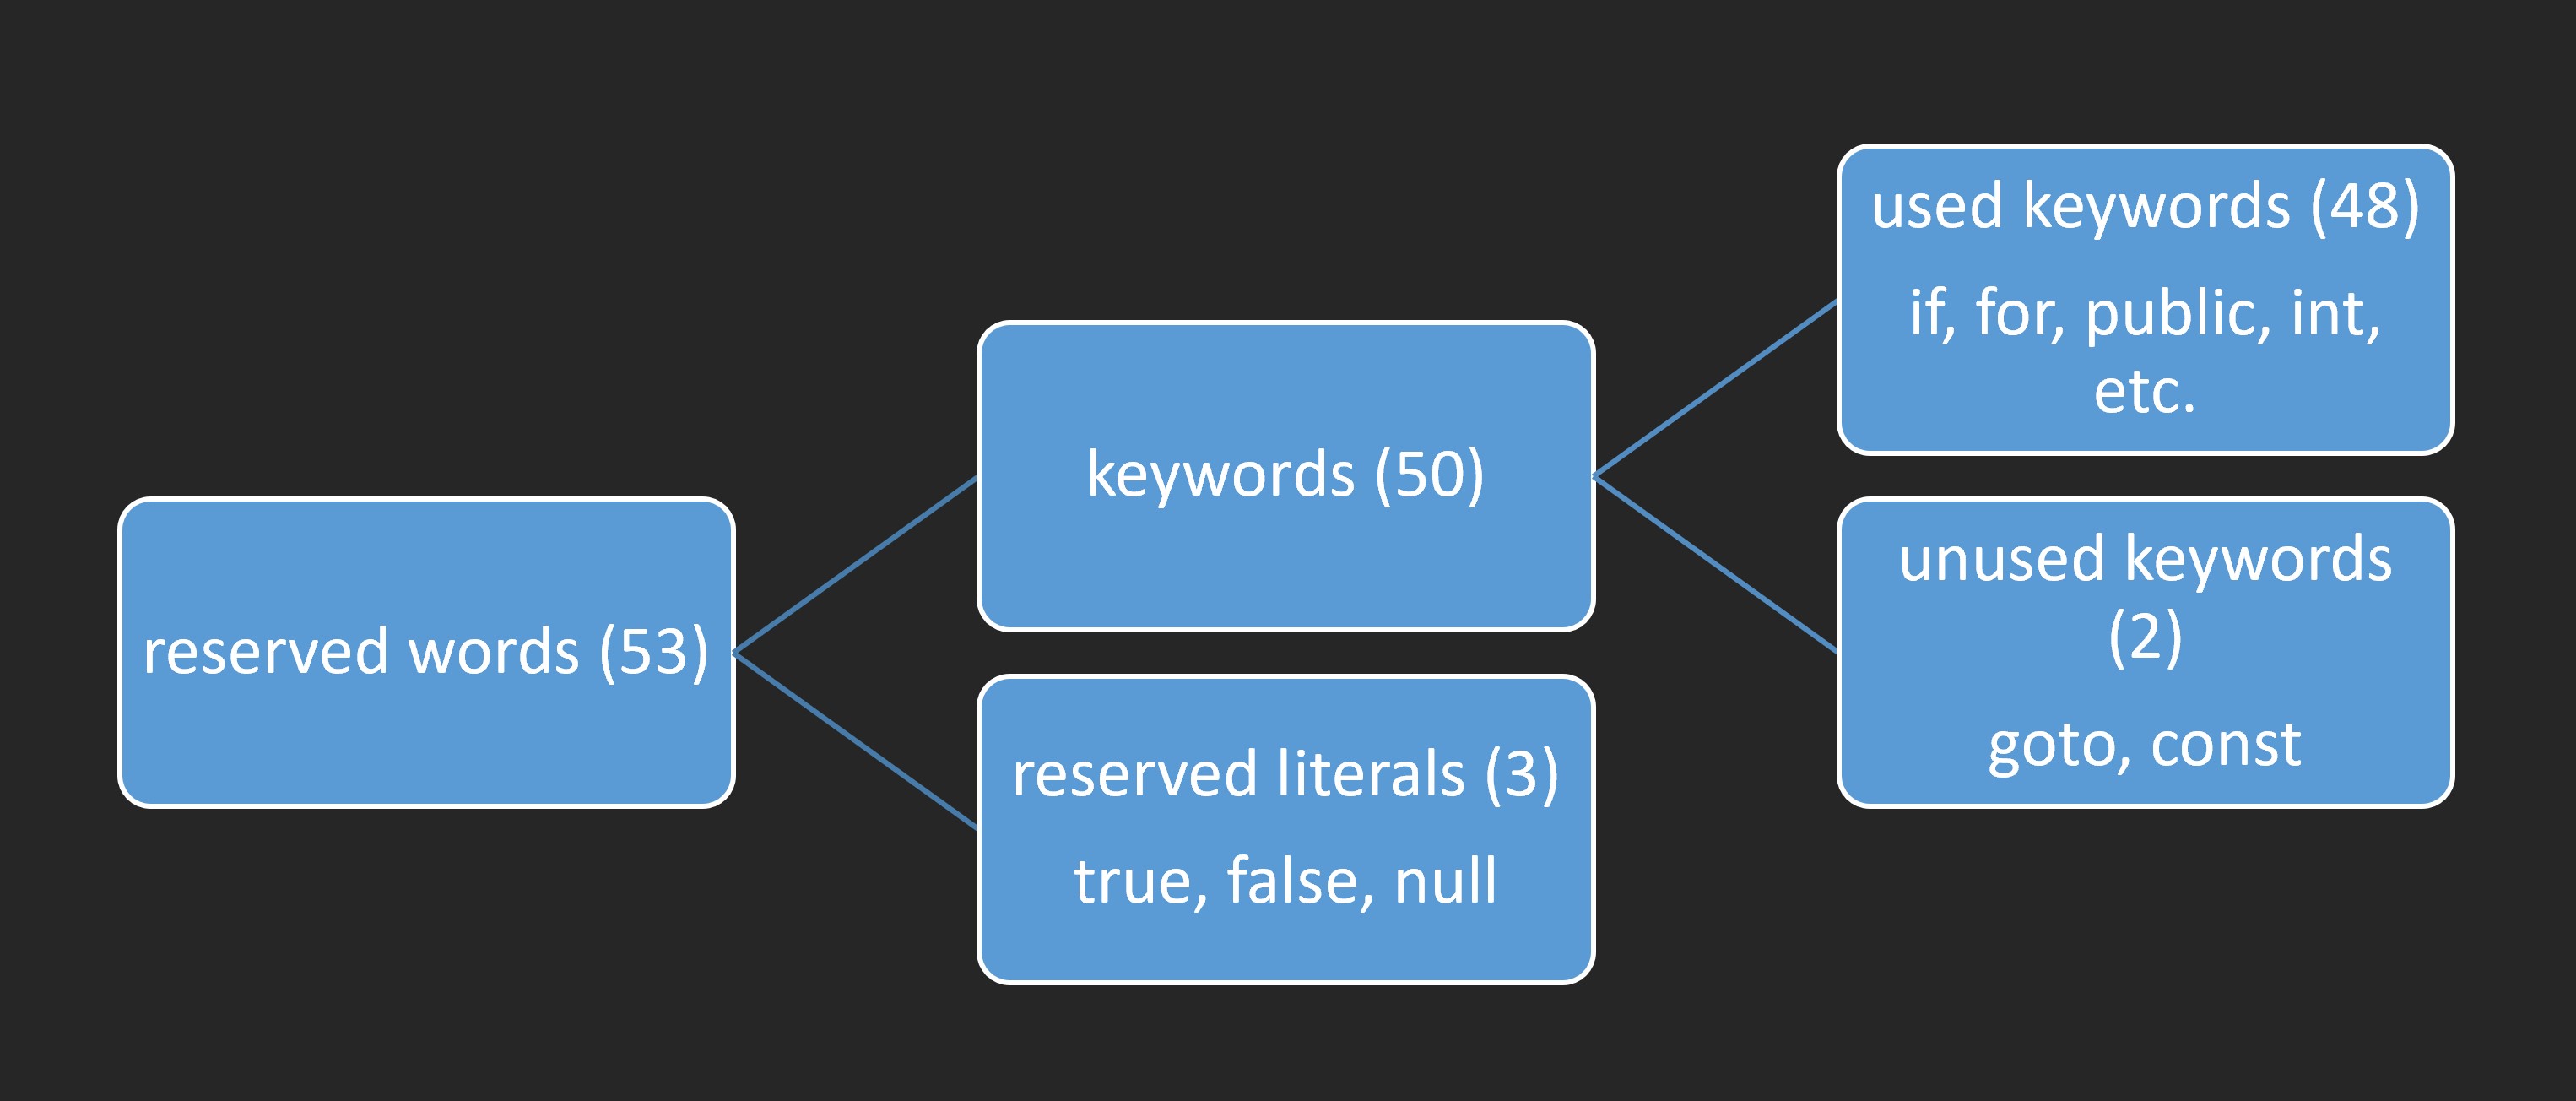 reserved words (53)
keywords (50)
reserved literals (3)
true, false, null
used keywords (48)
if, for, public, int,
etc.
unused keywords
(2)
goto, const